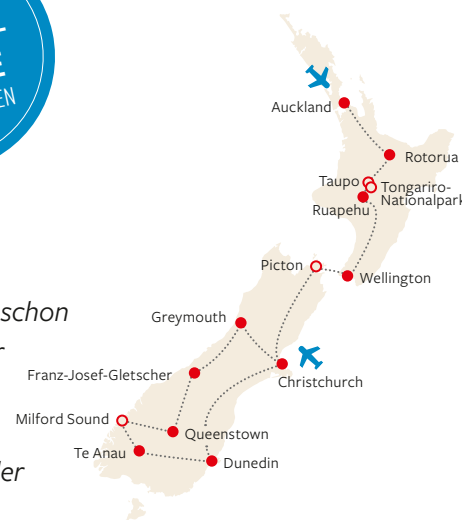 EN
Auckland
Rotorua
Taupo
Tongariro-
Nationalpark
Ruapehu
Picton
Wellington
schon
Greymouth
Franz-Josef-Gletscher
Christchurch
Milford Sound
Queenstown
Te Anau
Dunedin